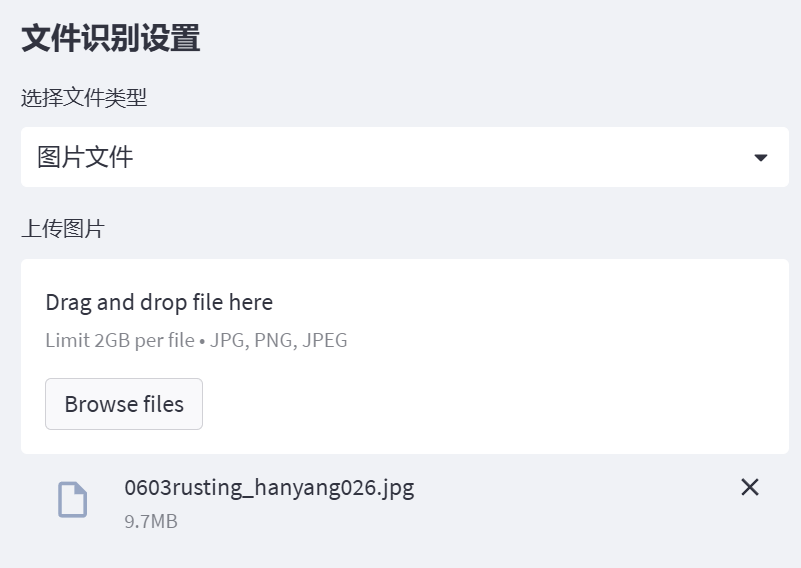 文件识别设置
选择文件类型
图片文件
上传图片
Drag and drop file here
Limit 2GB per file • JPG, PNG, JPEG
Browse files
0603rusting_hanyang026.jpg
9.7MB